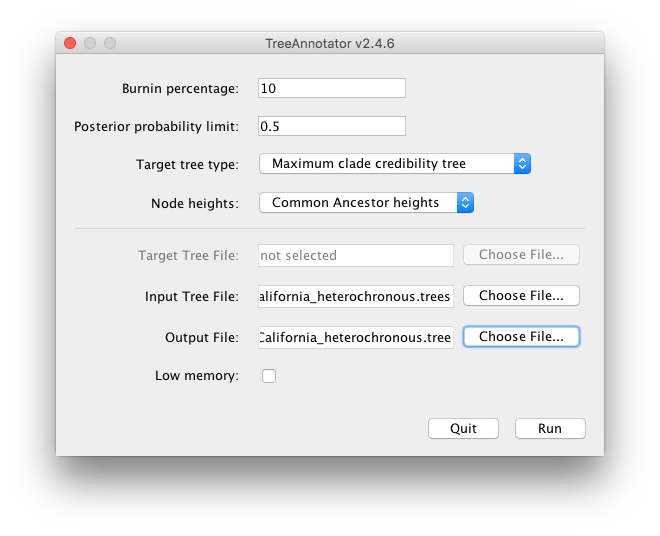 TreeAnnotator v2.4.6
Burnin percentage: 10
Posterior probability limit: 0.5
Target tree type: Maximum clade credibility tree
Node heights: Common Ancestor heights
Target Tree File: not selected Choose File...
Input Tree File: alifornia_heterochronous.trees Choose File...
Output File: California_heterochronous.tree Choose File...
Low memory:
Quit Run